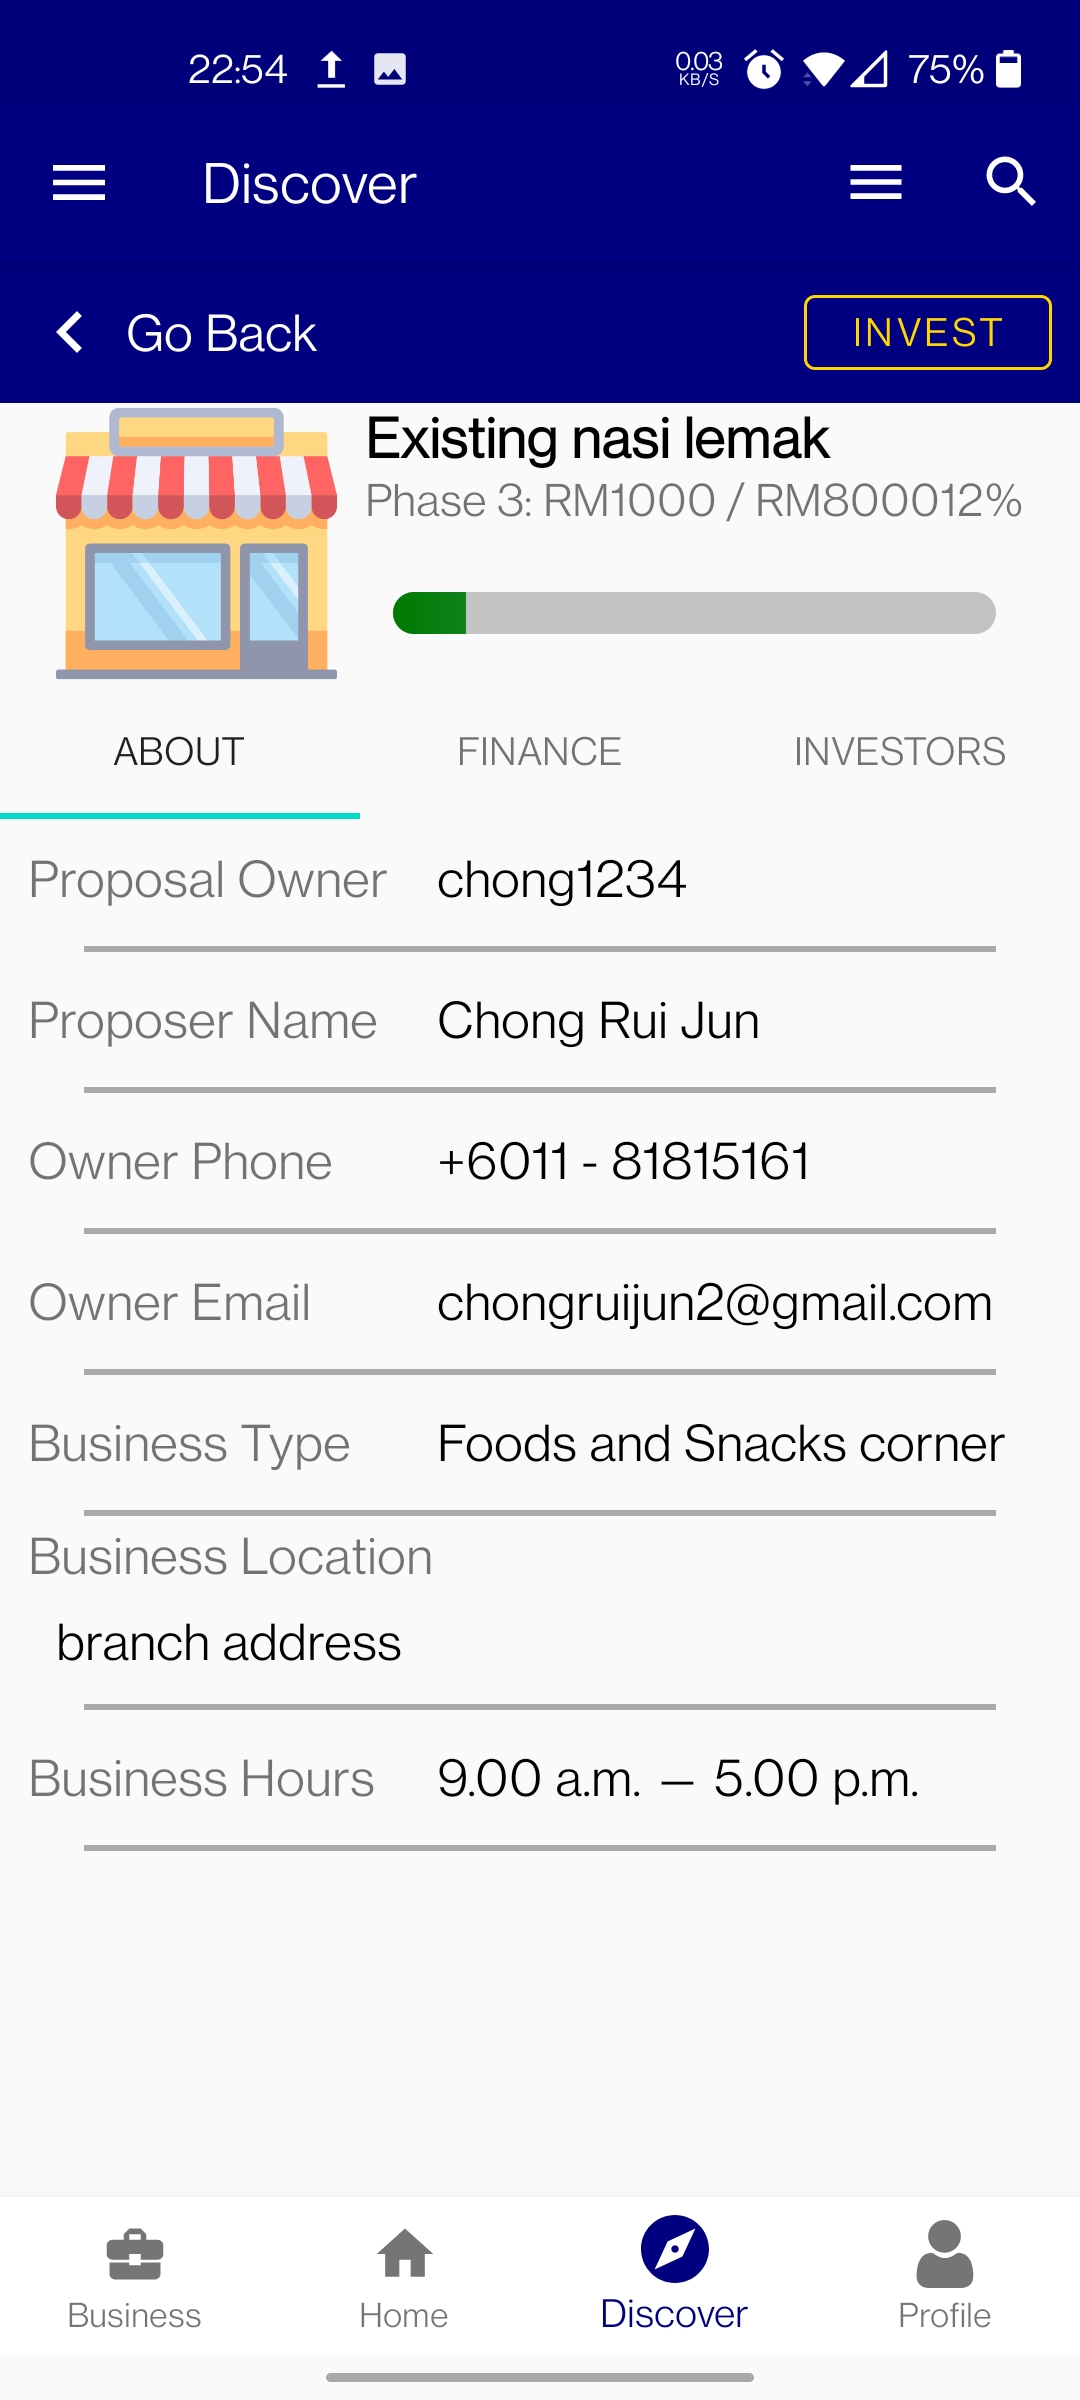 22:54
0.03
KB/S
75%
Discover
Go Back
INVEST
Existing nasi lemak
Phase 3: RM1000 / RM800012%
ABOUT
FINANCE
INVESTORS
Proposal Owner chong1234
Proposer Name Chong Rui Jun
Owner Phone +6011 - 81815161
Owner Email chongruijun2@gmail.com
Business Type Foods and Snacks corner
Business Location
branch address
Business Hours 9.00 a.m. — 5.00 p.m.
Business
Home
Discover
Profile